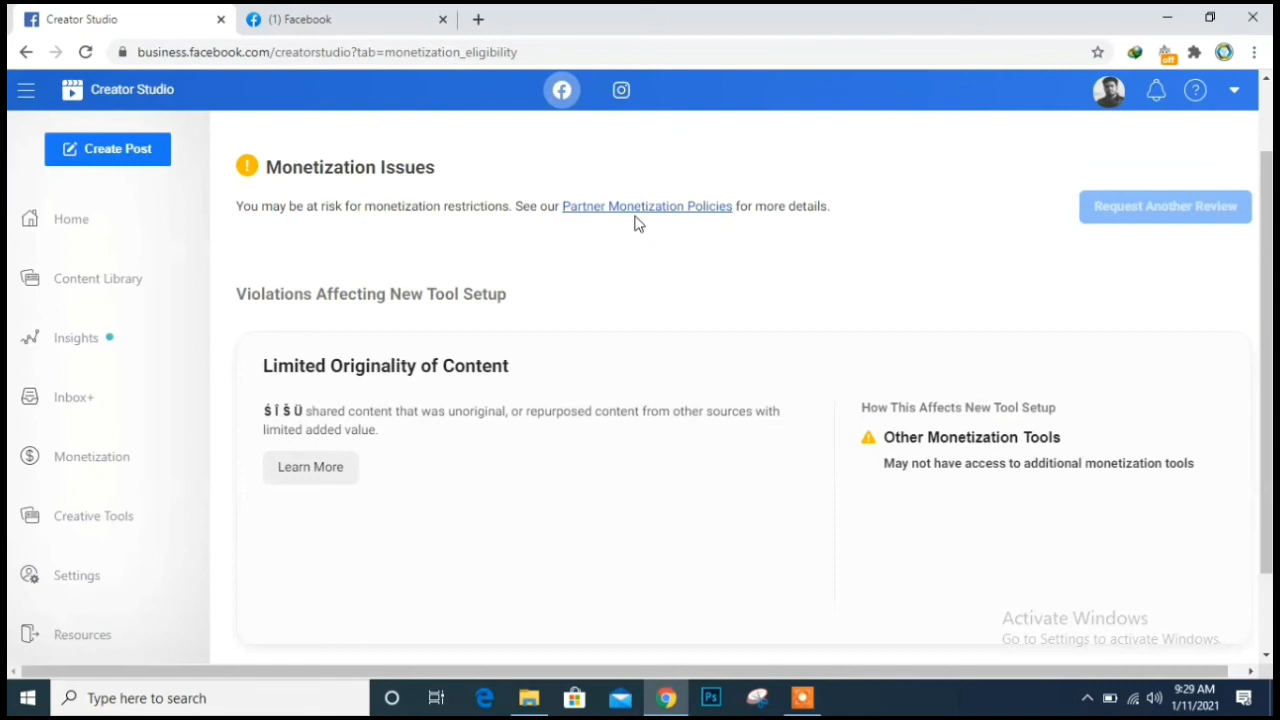 Creator Studio
(1) Facebook
business.facebook.com/creatorstudio?tab=monetization_eligibility
off
Creator Studio
Create Post
Home
Content Library
Insights
Inbox+
Monetization
Creative Tools
Settings
Resources
Monetization Issues
You may be at risk for monetization restrictions. See our Partner Monetization Policies for more details.
Request Another Review
Violations Affecting New Tool Setup
Limited Originality of Content
Ś Î Š Ü shared content that was unoriginal, or repurposed content from other sources with
limited added value.
Learn More
How This Affects New Tool Setup
Other Monetization Tools
May not have access to additional monetization tools
Activate Windows
Go to Settings to activate Windows.
Type here to search
Ps
9:29 AM
1/11/2021